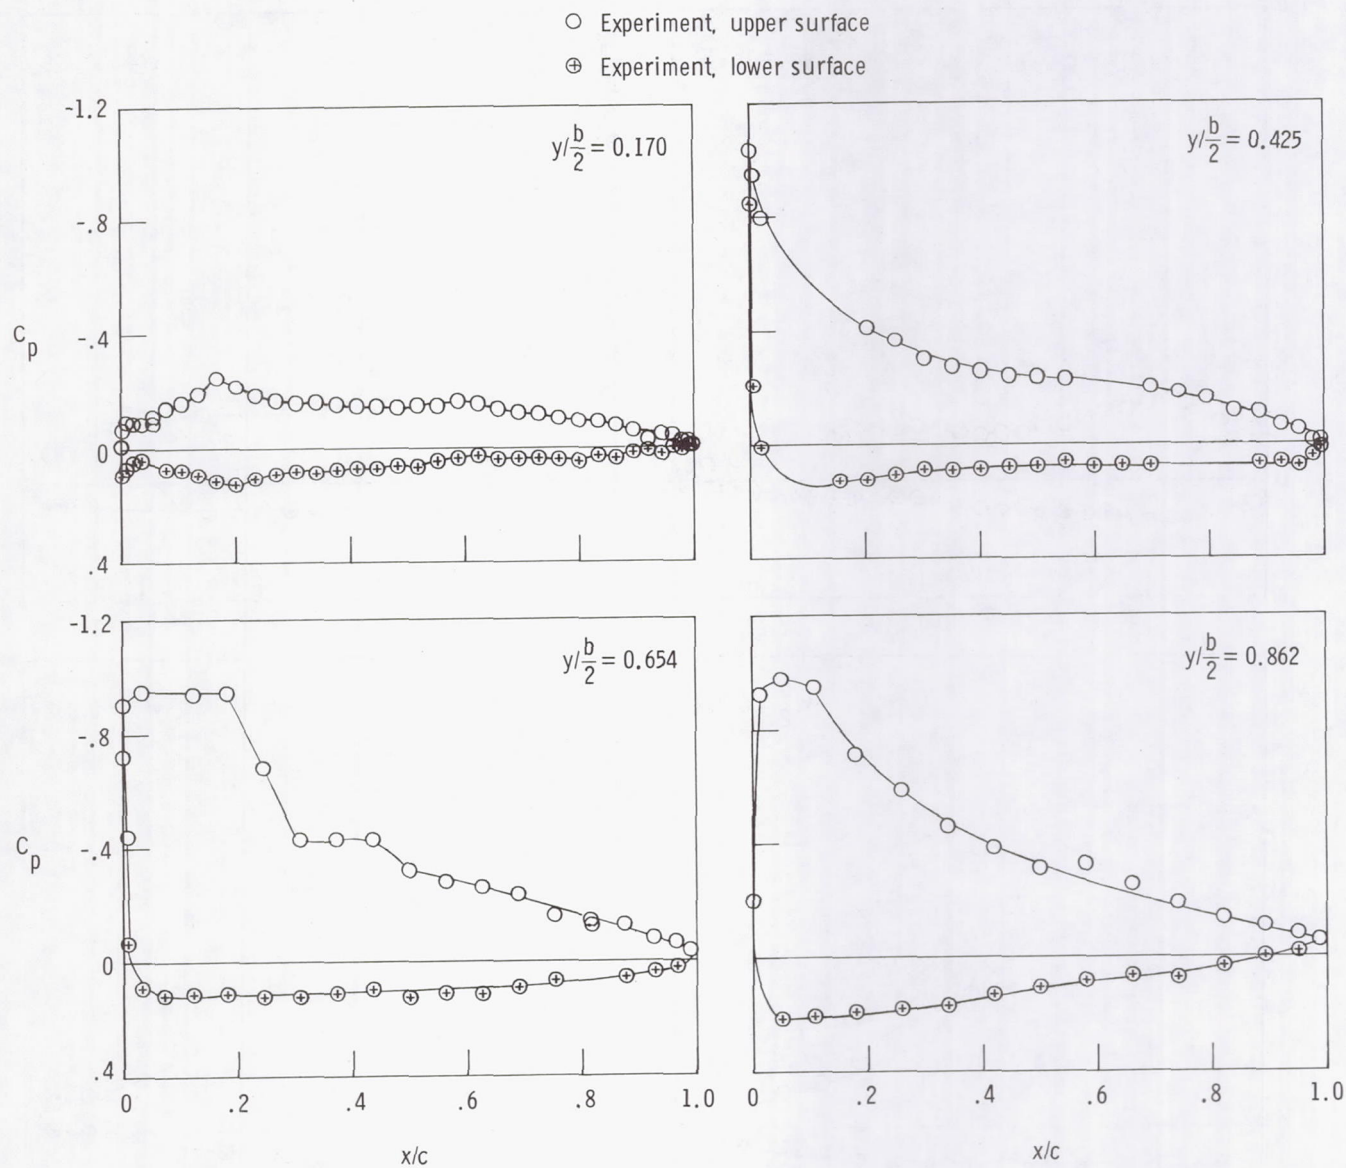 Experiment, upper surface
Experiment, lower surface
-1.2
-.8
-.4
0
.4
C_p
y/b/2 = 0.170
y/b/2 = 0.425
-1.2
-.8
-.4
0
.4
C_p
y/b/2 = 0.654
y/b/2 = 0.862
0 .2 .4 .6 .8 1.0
0 .2 .4 .6 .8 1.0
x/c
x/c